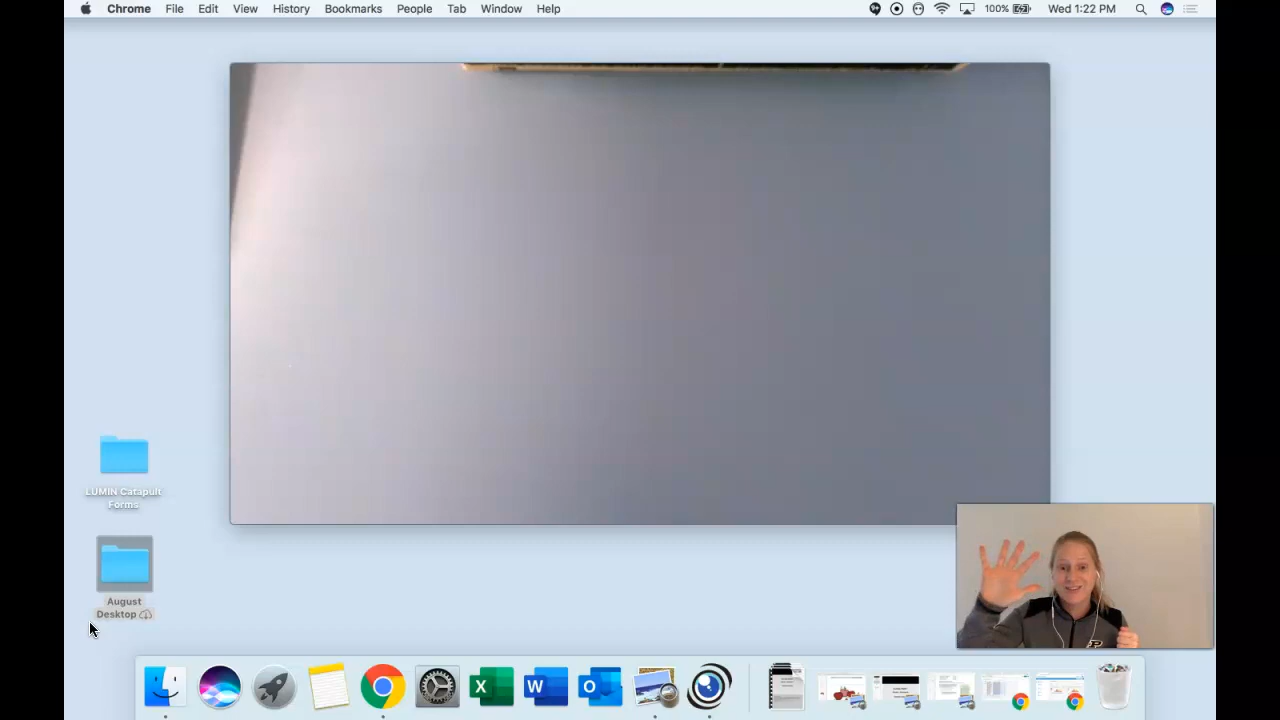 Chrome File Edit View History Bookmarks People Tab Window Help 100% Wed 1:22 PM
LUMIN Catapult
Forms
August
Desktop
X W O
P